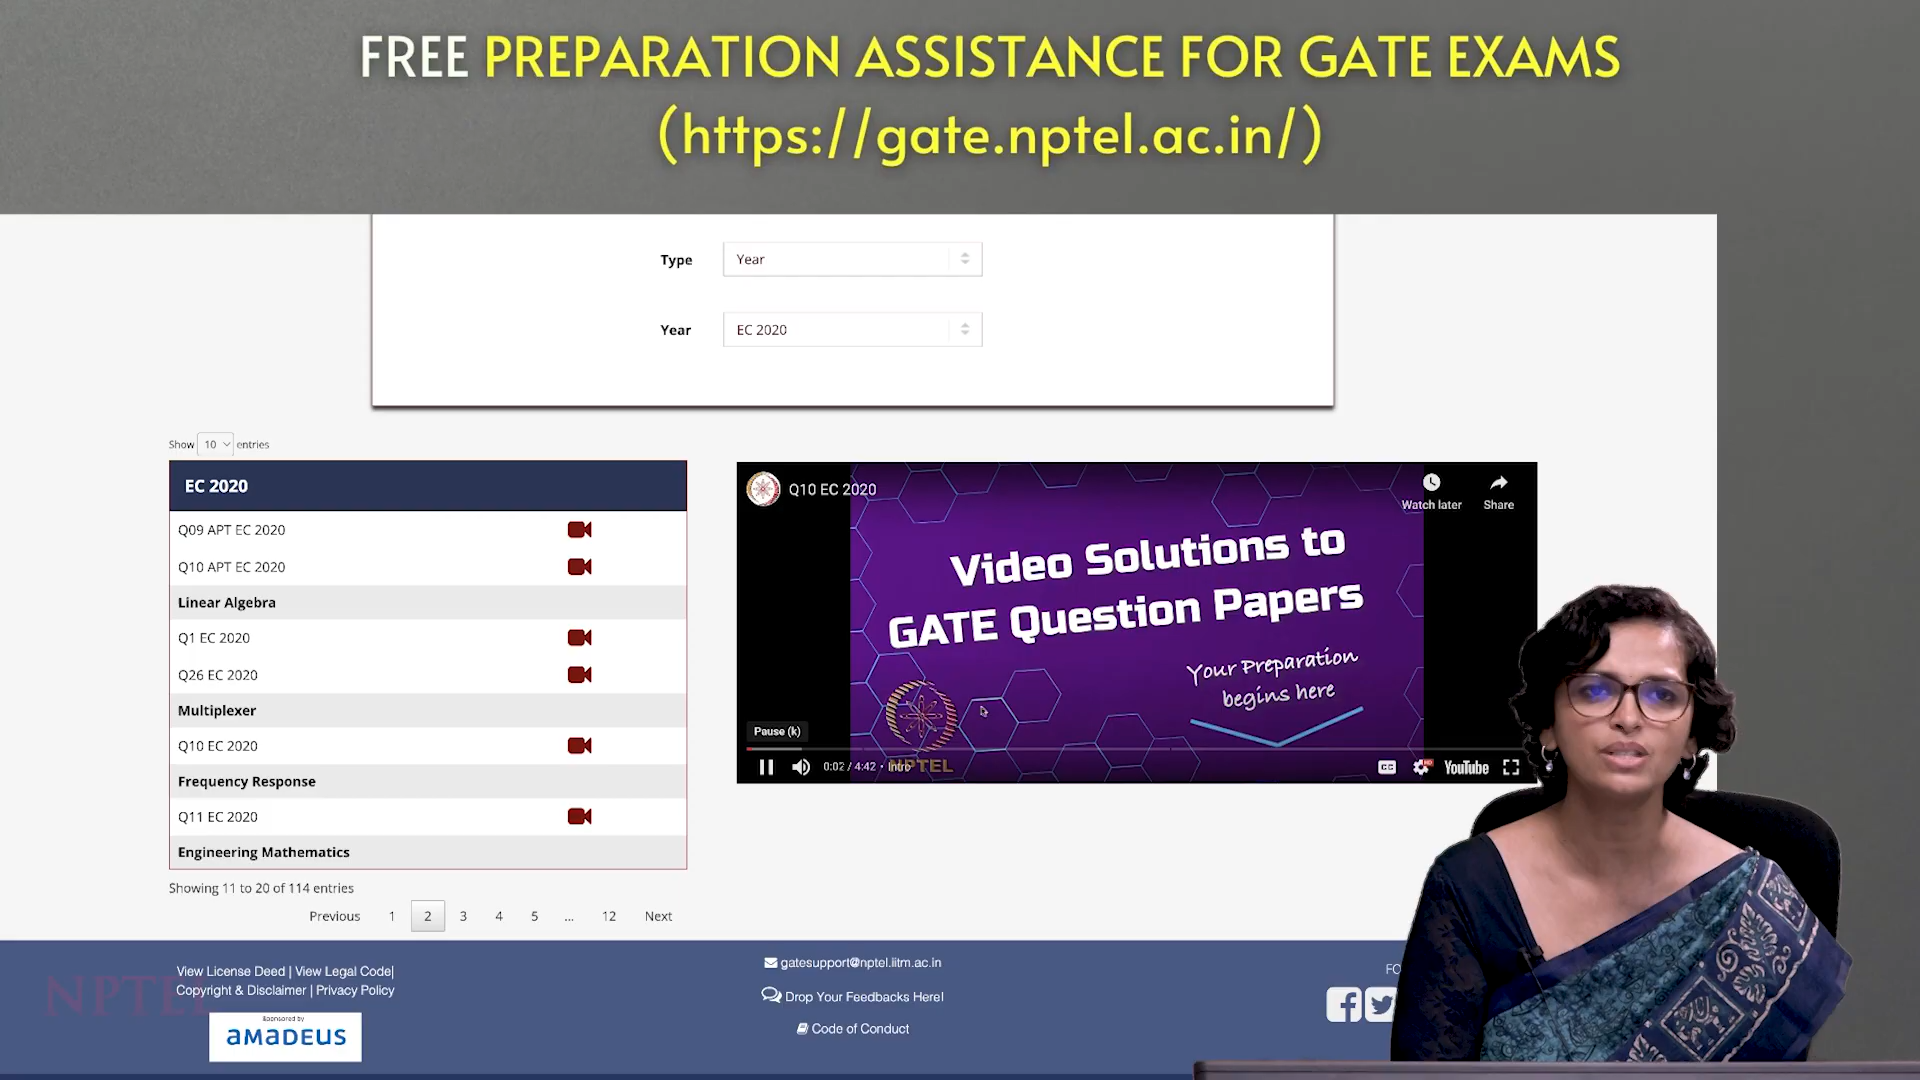 FREE PREPARATION ASSISTANCE FOR GATE EXAMS
(https://gate.nptel.ac.in/)
Type Year
Year EC 2020
Show 10 entries
EC 2020
Q09 APT EC 2020
Q10 APT EC 2020
Linear Algebra
Q1 EC 2020
Q26 EC 2020
Multiplexer
Q10 EC 2020
Frequency Response
Q11 EC 2020
Engineering Mathematics
Showing 11 to 20 of 114 entries
Previous 1 2 3 4 5 ... 12 Next
Q10 EC 2020
Watch later Share
Video Solutions to
GATE Question Papers
Your Preparation
begins here
Pause (k)
0:02 / 4:42 • Intro
NPTEL
CC HD YouTube
View License Deed | View Legal Code|
Copyright & Disclaimer | Privacy Policy
NPTEL
Sponsored by
amadeus
gatesupport@nptel.iitm.ac.in
Drop Your Feedbacks Here!
Code of Conduct